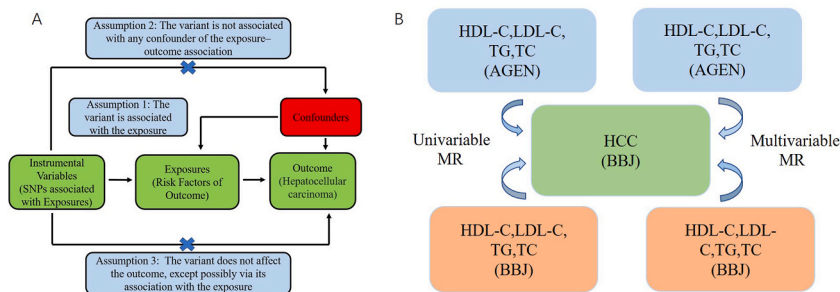 A
Assumption 2: The variant is not associated
with any confounder of the exposure–
outcome association
Assumption 1: The
variant is associated
with the exposure
Confounders
Instrumental
Variables
(SNPs associated
with Exposures)
Exposures
(Risk Factors of
Outcome)
Outcome
(Hepatocellular
carcinoma)
Assumption 3: The variant does not affect
the outcome, except possibly via its
association with the exposure
B
HDL-C,LDL-C,
TG,TC
(AGEN)
HDL-C,LDL-C,
TG,TC
(AGEN)
Univariable
MR
HCC
(BBJ)
Multivariable
MR
HDL-C,LDL-C,
TG,TC
(BBJ)
HDL-C,LDL-
C,TG,TC
(BBJ)